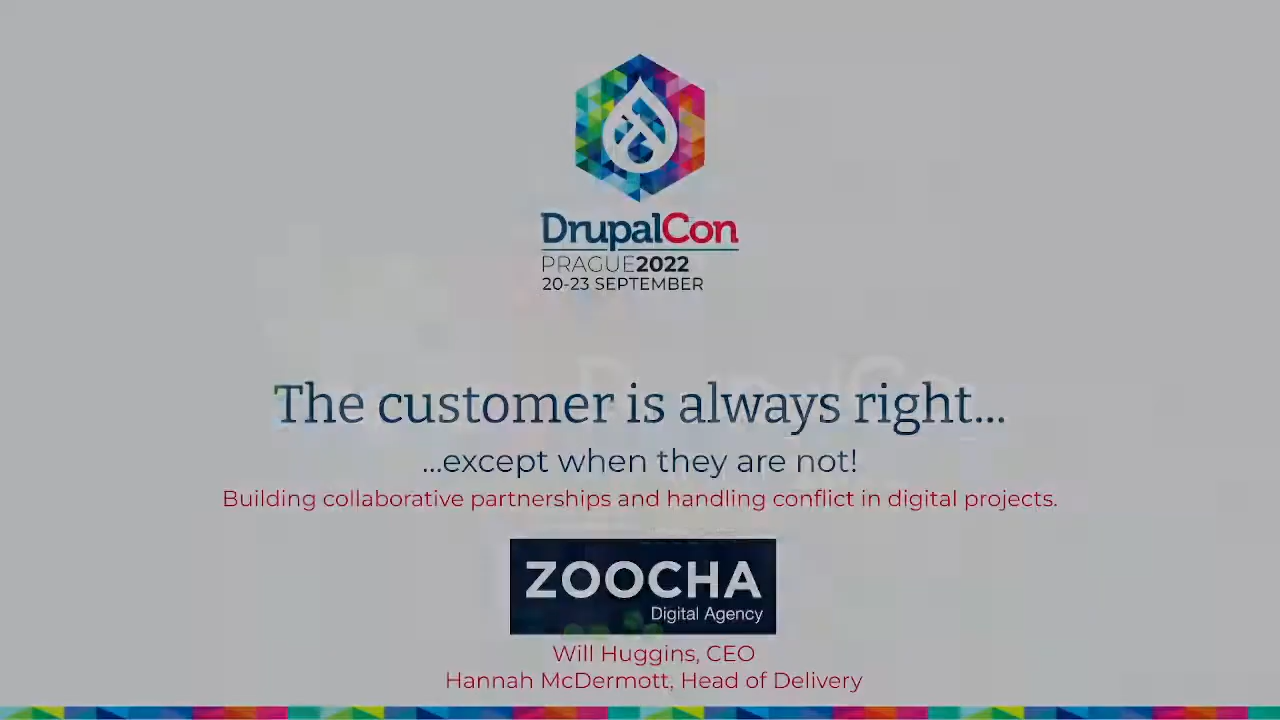 DrupalCon
PRAGUE2022
20-23 SEPTEMBER
The customer is always right...
...except when they are not!
Building collaborative partnerships and handling conflict in digital projects.
ZOOCHA
Digital Agency
Will Huggins, CEO
Hannah McDermott, Head of Delivery